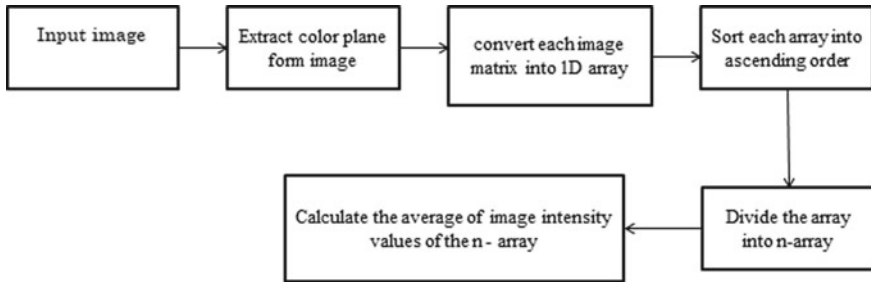 Input image
Extract color plane
form image
convert each image
matrix into 1D array
Sort each array into
ascending order
Divide the array
into n-array
Calculate the average of image intensity
values of the n - array